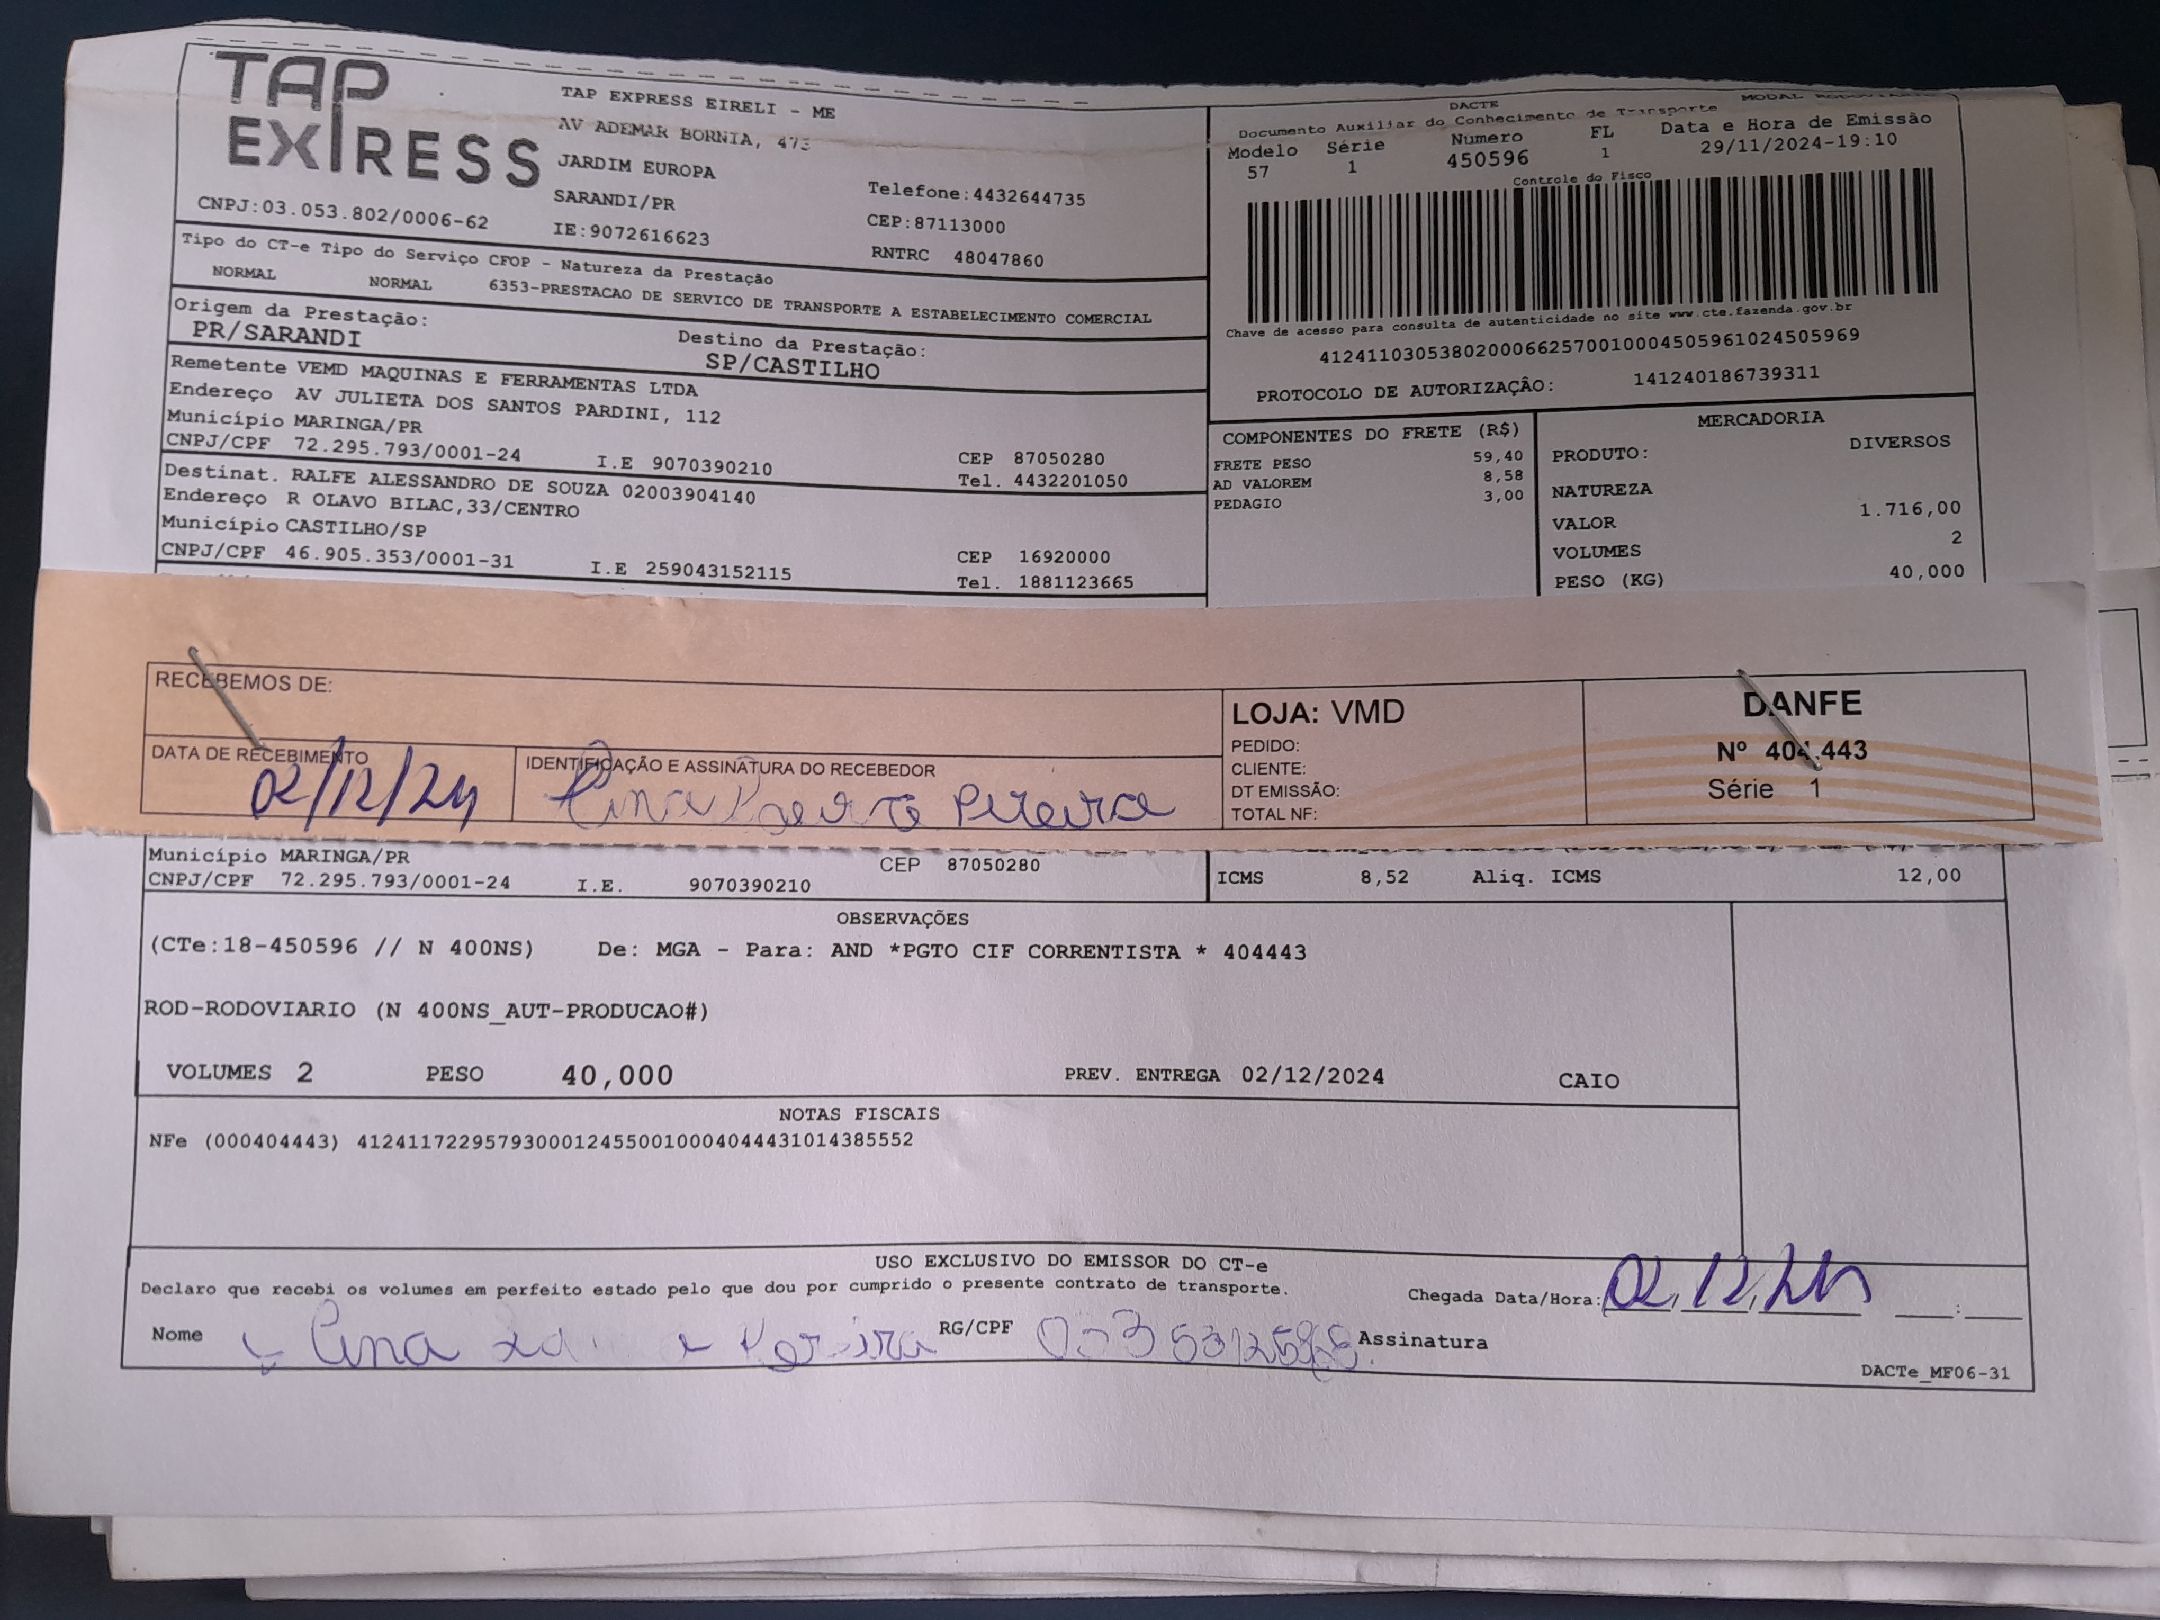 TAP EXPRESS
TAP EXPRESS EIRELI - ME
AV ADEMAR BORNIA, 475
JARDIM EUROPA
SARANDI/PR
Telefone:4432644735
CEP:87113000
CNPJ:03.053.802/0006-62
IE:9072616623
RNTRC 48047860
Tipo do CT-e Tipo do Serviço CFOP - Natureza da Prestação
NORMAL NORMAL 6353-PRESTACAO DE SERVICO DE TRANSPORTE A ESTABELECIMENTO COMERCIAL
Origem da Prestação: Destino da Prestação:
PR/SARANDI SP/CASTILHO
Remetente VEMD MAQUINAS E FERRAMENTAS LTDA
Endereço AV JULIETA DOS SANTOS PARDINI, 112
Município MARINGA/PR CEP 87050280
CNPJ/CPF 72.295.793/0001-24 I.E 9070390210 Tel. 4432201050
Destinat. RALFE ALESSANDRO DE SOUZA 02003904140
Endereço R OLAVO BILAC,33/CENTRO
Município CASTILHO/SP CEP 16920000
CNPJ/CPF 46.905.353/0001-31 I.E 259043152115 Tel. 1881123665
DACTE MODAL RODOVIARIO
Documento Auxiliar do Conhecimento de Transporte
Modelo Série Número FL Data e Hora de Emissão
57 1 450596 1 29/11/2024-19:10
Controle do Fisco
Chave de acesso para consulta de autenticidade no site www.cte.fazenda.gov.br
41241103053802000662570010004505961024505969
PROTOCOLO DE AUTORIZAÇÃO: 141240186739311
COMPONENTES DO FRETE (R$)
FRETE PESO 59,40
AD VALOREM 8,58
PEDAGIO 3,00
MERCADORIA
PRODUTO: DIVERSOS
NATUREZA
VALOR 1.716,00
VOLUMES 2
PESO (KG) 40,000
RECEBEMOS DE:
DATA DE RECEBIMENTO
02/12/24
IDENTIFICAÇÃO E ASSINATURA DO RECEBEDOR
Pereira
LOJA: VMD
PEDIDO:
CLIENTE:
DT EMISSÃO:
TOTAL NF:
DANFE
Nº 404.443
Série 1
Município MARINGA/PR CEP 87050280
CNPJ/CPF 72.295.793/0001-24 I.E. 9070390210
ICMS 8,52 Aliq. ICMS 12,00
OBSERVAÇÕES
(CTe:18-450596 // N 400NS) De: MGA - Para: AND *PGTO CIF CORRENTISTA * 404443
ROD-RODOVIARIO (N 400NS_AUT-PRODUCAO#)
VOLUMES 2 PESO 40,000 PREV. ENTREGA 02/12/2024 CAIO
NOTAS FISCAIS
NFe (000404443) 41241172295793000124550010004044431014385552
USO EXCLUSIVO DO EMISSOR DO CT-e
Declaro que recebi os volumes em perfeito estado pelo que dou por cumprido o presente contrato de transporte.
Chegada Data/Hora: 02,12,24
Nome Pereira RG/CPF Assinatura
DACTe_MF06-31